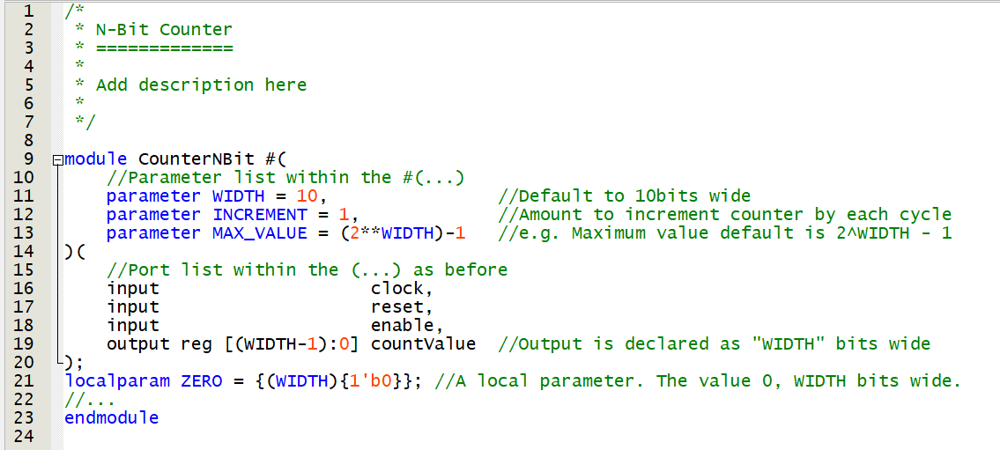 1 /*
2 * N-Bit Counter
3 * =============
4 *
5 * Add description here
6 *
7 */
8
9 module CounterNBit #(
10 //Parameter list within the #(...)
11 parameter WIDTH = 10, //Default to 10bits wide
12 parameter INCREMENT = 1, //Amount to increment counter by each cycle
13 parameter MAX_VALUE = (2**WIDTH)-1 //e.g. Maximum value default is 2^WIDTH - 1
14 )(
15 //Port list within the (...) as before
16 input clock,
17 input reset,
18 input enable,
19 output reg [(WIDTH-1):0] countValue //Output is declared as "WIDTH" bits wide
20 );
21 localparam ZERO = {(WIDTH){1'b0}}; //A local parameter. The value 0, WIDTH bits wide.
22 //...
23 endmodule
24